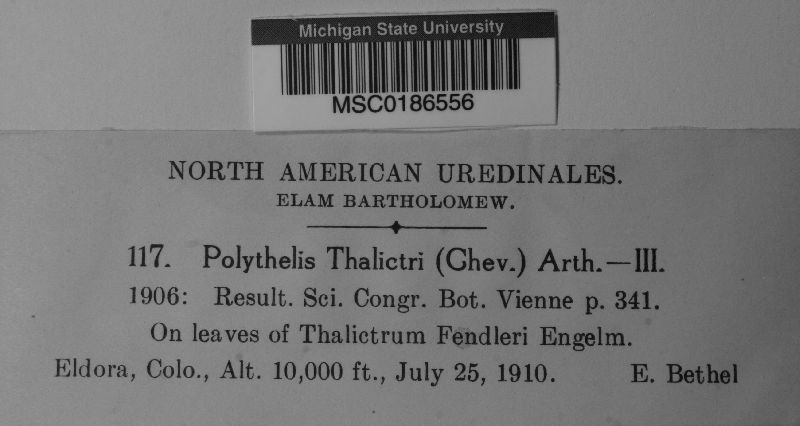 Michigan State University
MSC0186556
NORTH AMERICAN UREDINALES.
ELAM BARTHOLOMEW.
117. Polythelis Thalictri (Chev.) Arth.—III.
1906: Result. Sci. Congr. Bot. Vienne p. 341.
On leaves of Thalictrum Fendleri Engelm.
Eldora, Colo., Alt. 10,000 ft., July 25, 1910. E. Bethel